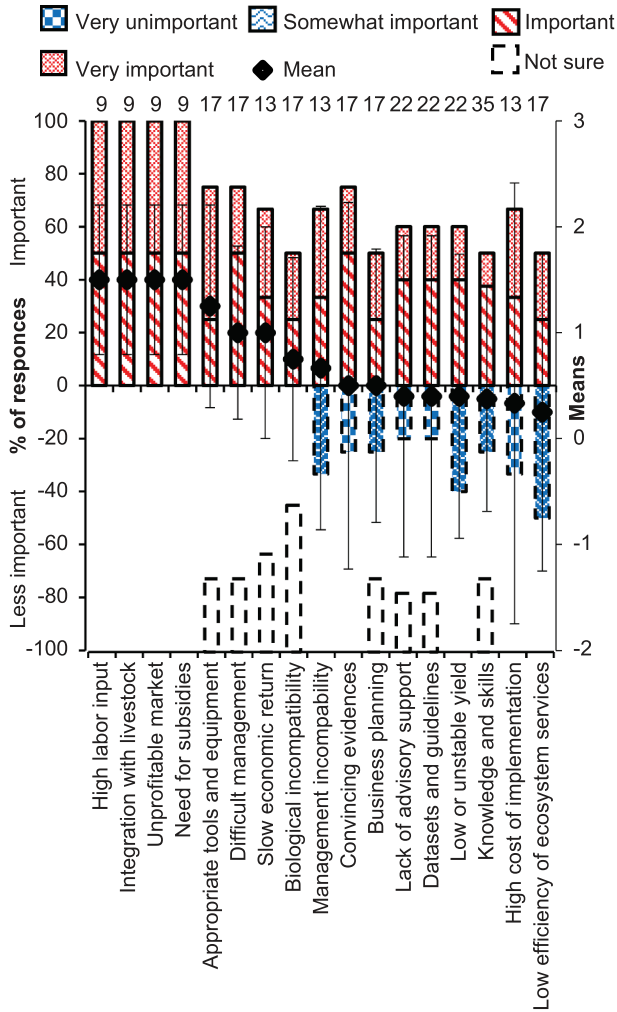 Very unimportant Somewhat important Important
Very important Mean Not sure
9 9 9 9 17 17 13 17 13 17 17 22 22 22 35 13 17
100
80
60
40
20
0
-20
-40
-60
-80
-100
3
2
1
0
-1
-2
Important
% of responces
Less important
Means
High labor input
Integration with livestock
Unprofitable market
Need for subsidies
Appropriate tools and equipment
Difficult management
Slow economic return
Biological incompatibility
Management incompability
Convincing evidences
Business planning
Lack of advisory support
Datasets and guidelines
Low or unstable yield
Knowledge and skills
High cost of implementation
Low efficiency of ecosystem services